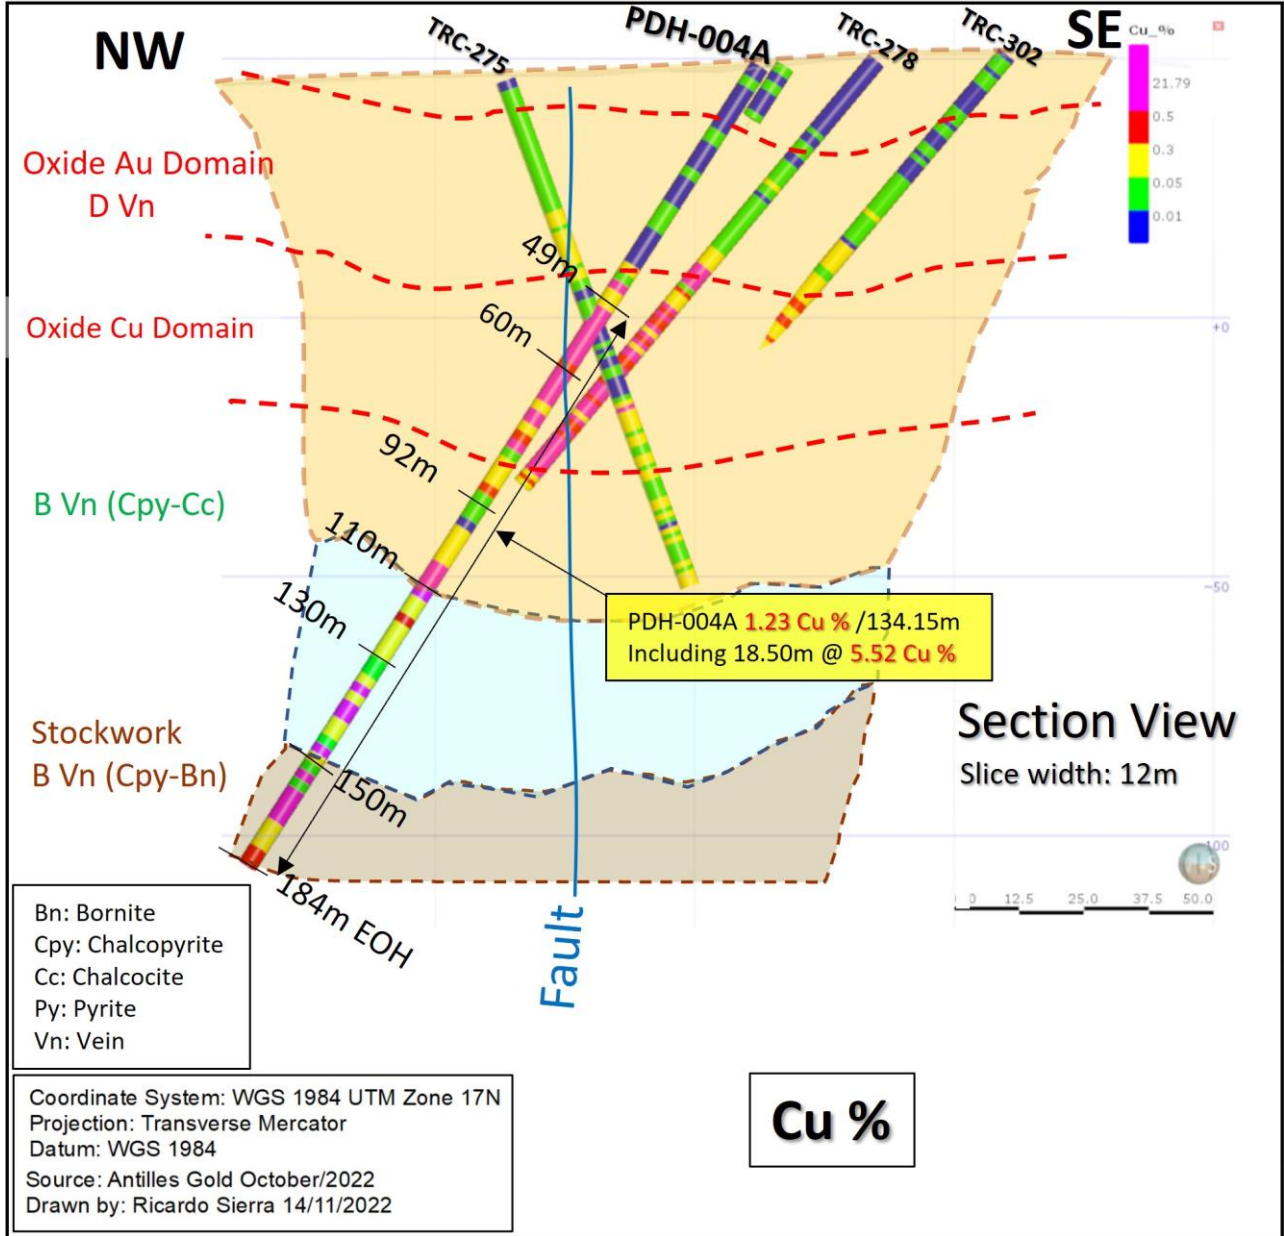 NW
TRC-275
PDH-004A
TRC-278
TRC-302
SE
Cu_%
21.79
0.5
0.3
0.05
0.01
Oxide Au Domain
D Vn
49m
60m
Oxide Cu Domain
+0
92m
B Vn (Cpy-Cc)
110m
-50
130m
PDH-004A 1.23 Cu % /134.15m
Including 18.50m @ 5.52 Cu %
Stockwork
B Vn (Cpy-Bn)
Section View
Slice width: 12m
150m
-100
184m EOH
0 12.5 25.0 37.5 50.0
Fault
Bn: Bornite
Cpy: Chalcopyrite
Cc: Chalcocite
Py: Pyrite
Vn: Vein
Coordinate System: WGS 1984 UTM Zone 17N
Projection: Transverse Mercator
Datum: WGS 1984
Source: Antilles Gold October/2022
Drawn by: Ricardo Sierra 14/11/2022
Cu %